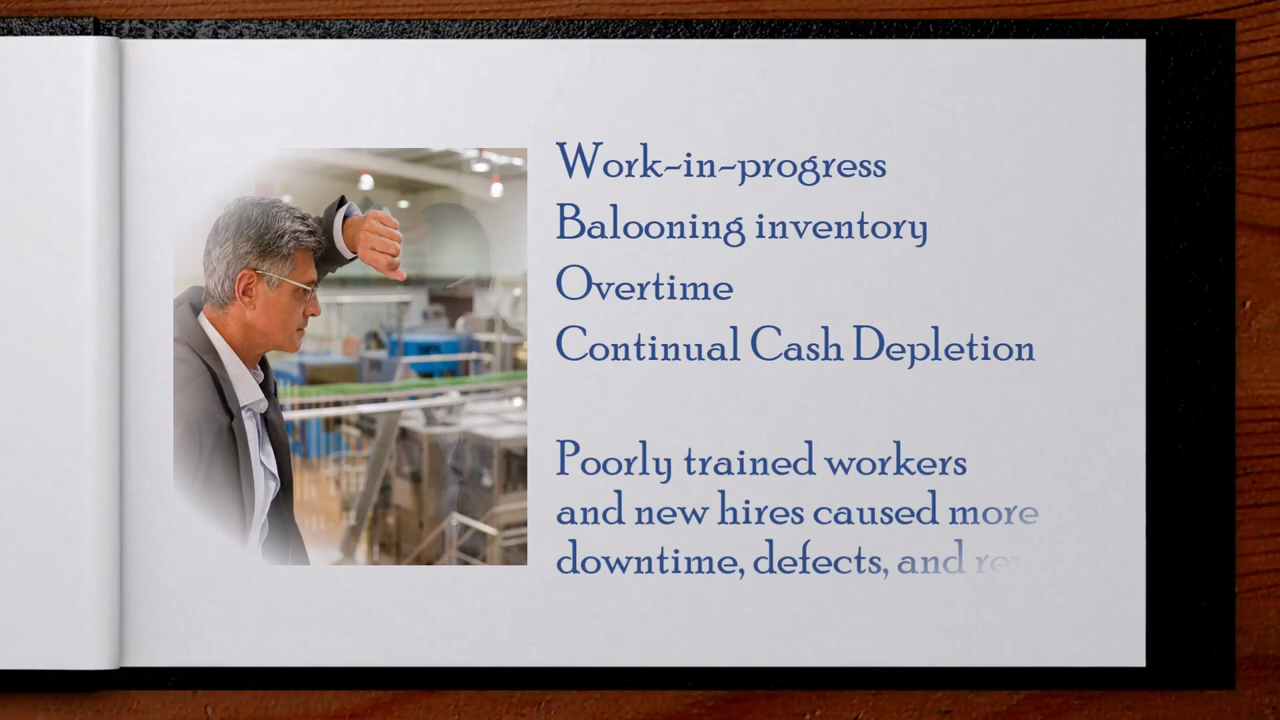 Work-in-progress
Balooning inventory
Overtime
Continual Cash Depletion
Poorly trained workers
and new hires caused more
downtime, defects, and